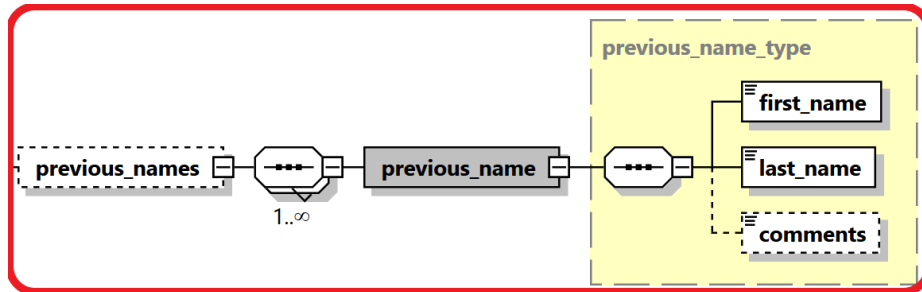 previous_name_type
first_name
previous_names
previous_name
last_name
1..∞
comments